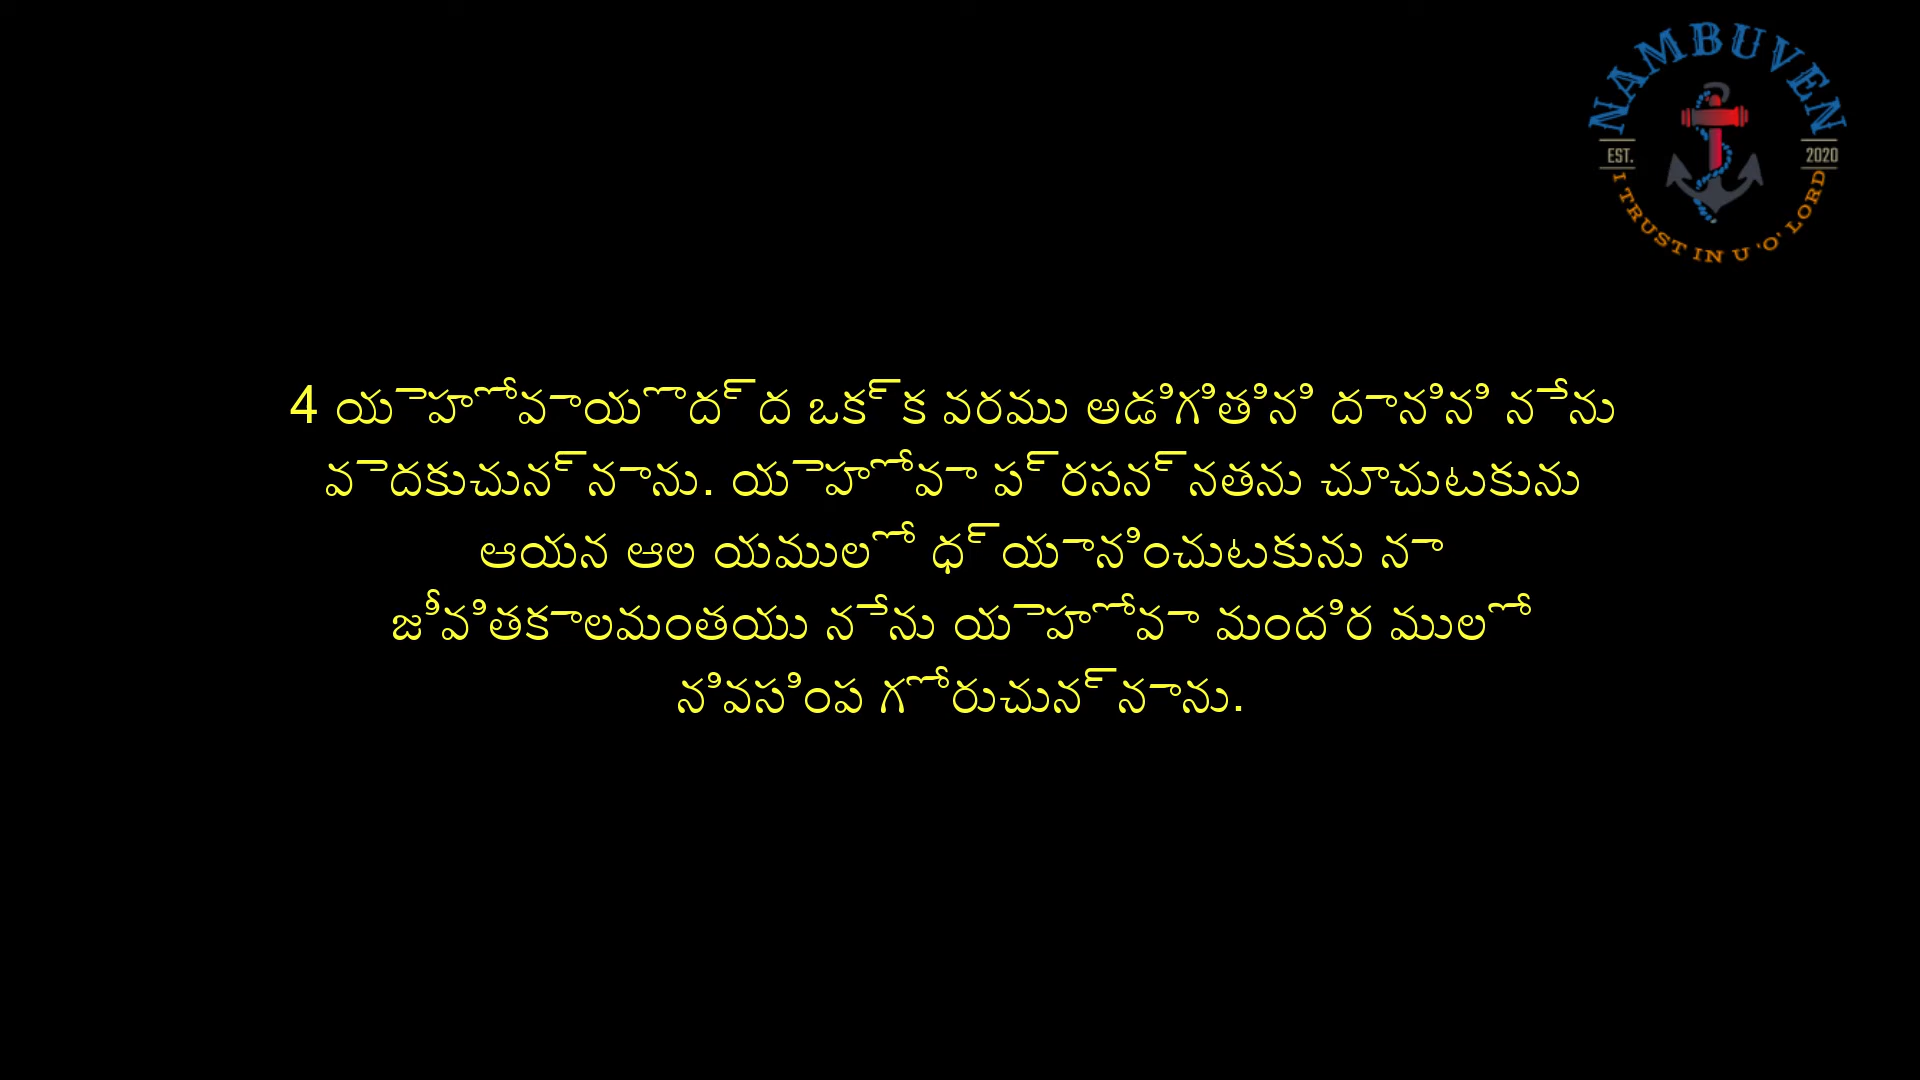 NAMBUVEN
EST. 2020
I TRUST IN U 'O' LORD
4 యెహోవాయొద్ద ఒక్క వరము అడిగితిని దానిని నేను
వెదకుచున్నాను. యెహోవా ప్రసన్నతను చూచుటకును
ఆయన ఆల యములో ధ్యానించుటకును నా
జీవితకాలమంతయు నేను యెహోవా మందిర ములో
నివసింప గోరుచున్నాను.